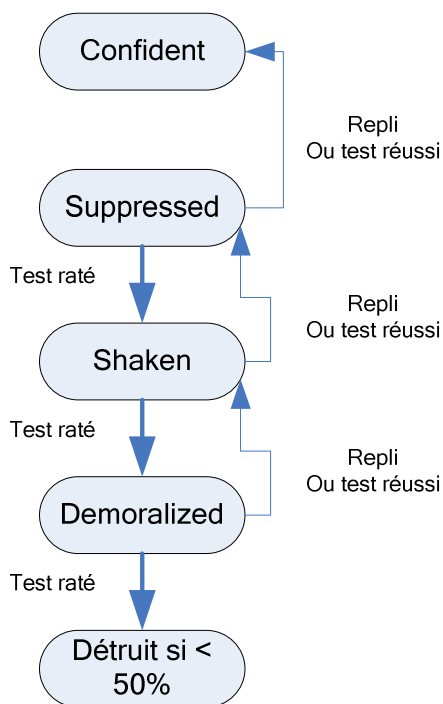 Confident
Repli
Ou test réussi
Suppressed
Test raté
Repli
Ou test réussi
Shaken
Test raté
Repli
Ou test réussi
Demoralized
Test raté
Détruit si <
50%